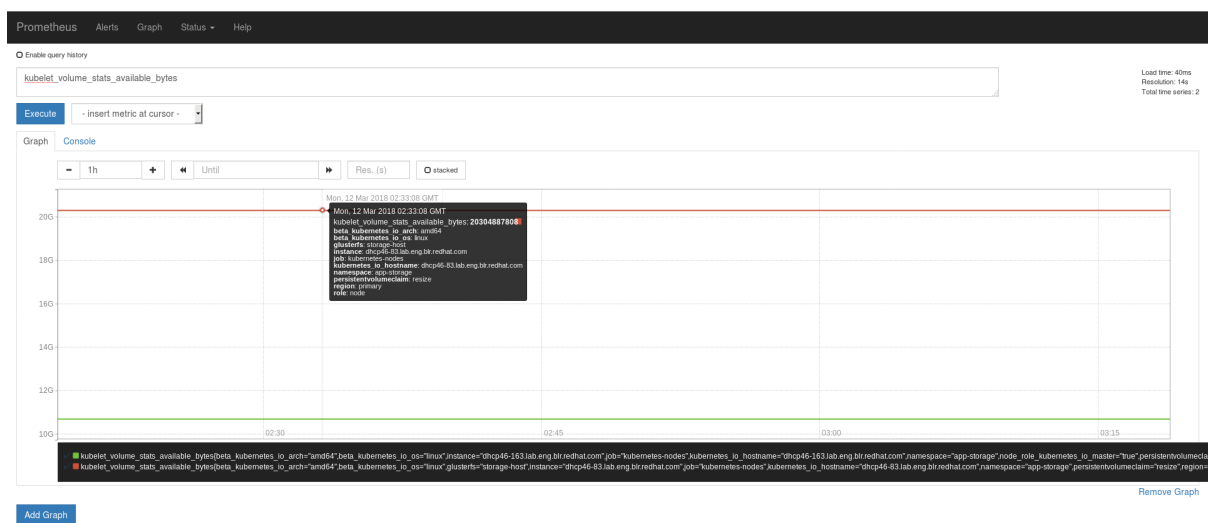 Prometheus Alerts Graph Status Help
Enable query history
kubelet_volume_stats_available_bytes
Load time: 40ms
Resolution: 14s
Total time series: 2
Execute - insert metric at cursor -
Graph Console
1h Until Res. (s) stacked
Mon, 12 Mar 2018 02:33:08 GMT
Mon, 12 Mar 2018 02:33:08 GMT
kubelet_volume_stats_available_bytes: 20304887808
beta_kubernetes_io_arch: amd64
beta_kubernetes_io_os: linux
glusterfs: storage-host
instance: dhcp46-83.lab.eng.blr.redhat.com
job: kubernetes-nodes
kubernetes_io_hostname: dhcp46-83.lab.eng.blr.redhat.com
namespace: app-storage
persistentvolumeclaim: resize
region: primary
role: node
20G
18G
16G
14G
12G
10G
02:30 02:45 03:00 03:15
kubelet_volume_stats_available_bytes{beta_kubernetes_io_arch="amd64",beta_kubernetes_io_os="linux",instance="dhcp46-163.lab.eng.blr.redhat.com",job="kubernetes-nodes",kubernetes_io_hostname="dhcp46-163.lab.eng.blr.redhat.com",namespace="app-storage",node_role_kubernetes_io_master="true",persistentvolumecla
kubelet_volume_stats_available_bytes{beta_kubernetes_io_arch="amd64",beta_kubernetes_io_os="linux",glusterfs="storage-host",instance="dhcp46-83.lab.eng.blr.redhat.com",job="kubernetes-nodes",kubernetes_io_hostname="dhcp46-83.lab.eng.blr.redhat.com",namespace="app-storage",persistentvolumeclaim="resize",region=
Remove Graph
Add Graph